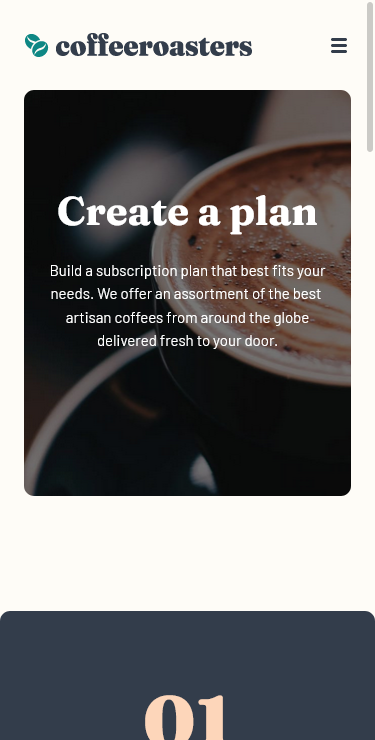 coffeeroasters
Create a plan
Build a subscription plan that best fits your
needs. We offer an assortment of the best
artisan coffees from around the globe
delivered fresh to your door.
01